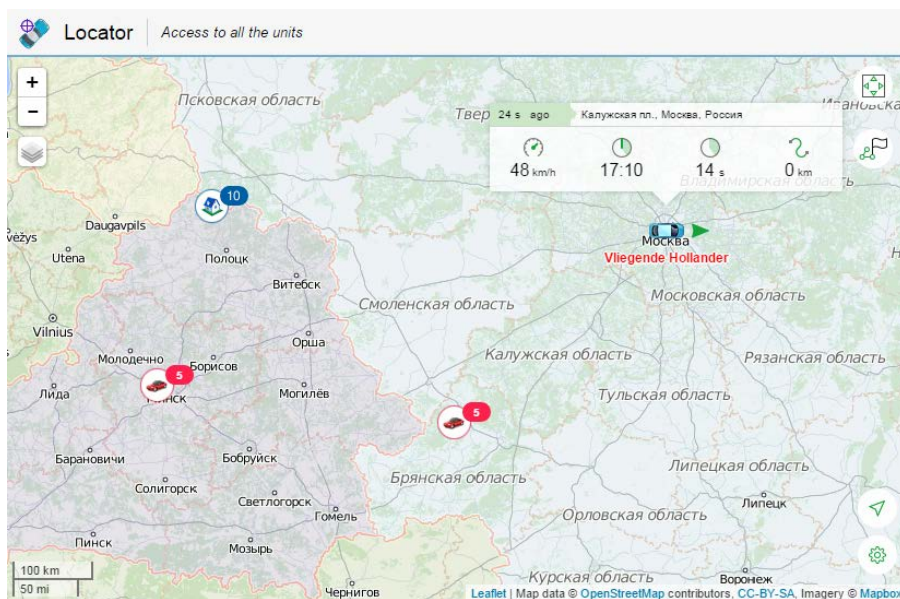 Locator
Access to all the units
+
−
Псковская область
Твер
24 s ago
Калужская пл., Москва, Россия
48 km/h
17:10
14 s
0 km
Владимирская область
10
Daugavpils
Utena
Полоцк
Москва
Vliegende Hollander
Витебск
Смоленская область
Московская область
Vilnius
Орша
Молодечно
Борисов
Калужская область
Рязанская область
5
Лида
Минск
Могилёв
Тульская область
5
Барановичи
Бобруйск
Брянская область
Липецкая область
Солигорск
Светлогорск
Гомель
Орловская область
Липецк
Пинск
Мозырь
100 km
50 mi
Чернигов
Курская область
Воронеж
Leaflet | Map data © OpenStreetMap contributors, CC-BY-SA, Imagery © Mapbox